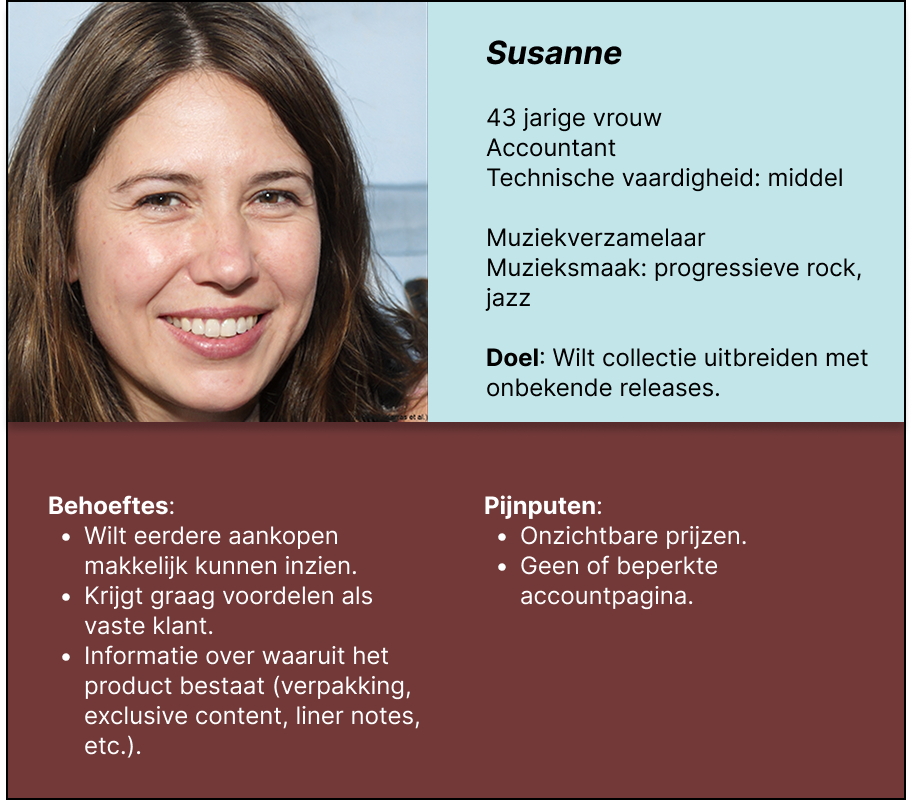 Susanne
43 jarige vrouw
Accountant
Technische vaardigheid: middel
Muziekverzamelaar
Muzieksmaak: progressieve rock,
jazz
Doel: Wilt collectie uitbreiden met
onbekende releases.
et al.)
Behoeftes:
• Wilt eerdere aankopen
makkelijk kunnen inzien.
• Krijgt graag voordelen als
vaste klant.
• Informatie over waaruit het
product bestaat (verpakking,
exclusive content, liner notes,
etc.).
Pijnputen:
• Onzichtbare prijzen.
• Geen of beperkte
accountpagina.